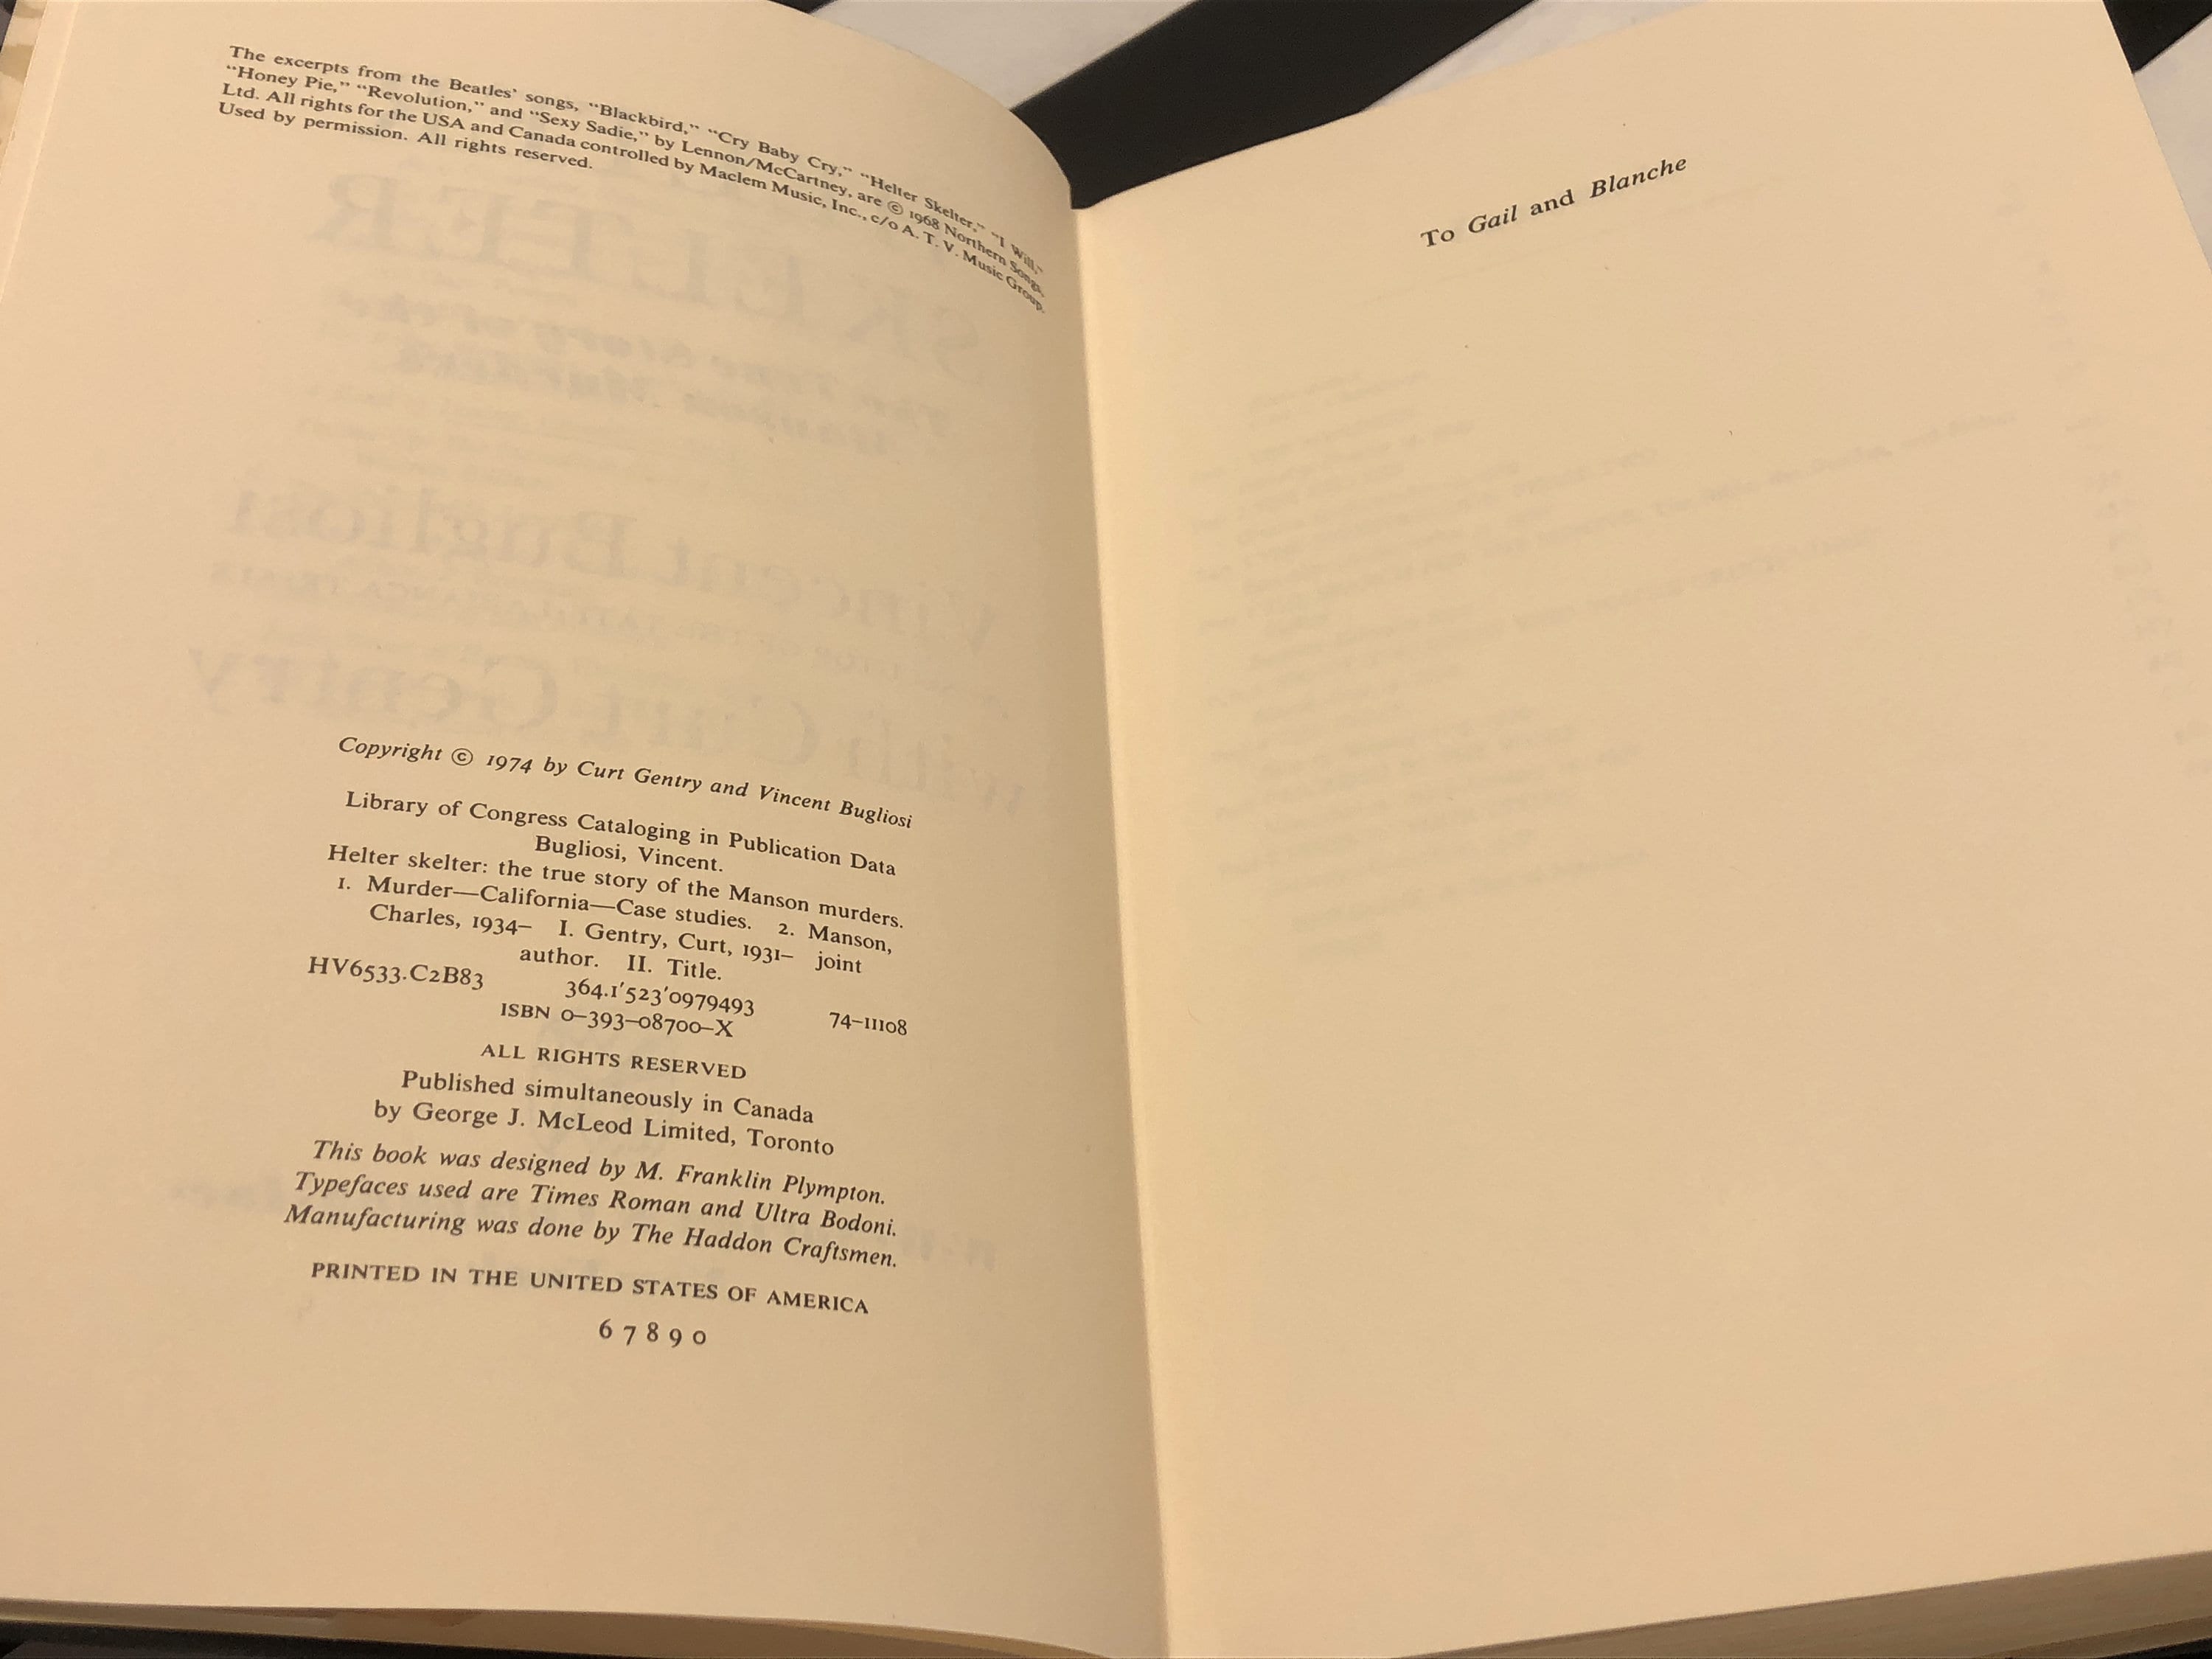 The excerpts from the Beatles' songs, "Blackbird," "Cry Baby Cry," "Helter Skelter," "I Will,"
"Honey Pie," "Revolution," and "Sexy Sadie," by Lennon/McCartney, are © 1968 Northern Songs,
Ltd. All rights for the USA and Canada controlled by Maclem Music, Inc., c/o A. T. V. Music Group.
Used by permission. All rights reserved.
Copyright © 1974 by Curt Gentry and Vincent Bugliosi
Library of Congress Cataloging in Publication Data
Bugliosi, Vincent.
Helter skelter: the true story of the Manson murders.
1. Murder—California—Case studies. 2. Manson,
Charles, 1934– I. Gentry, Curt, 1931– joint
author. II. Title.
HV6533.C2B83 364.1'523'0979493 74–11108
ISBN 0–393–08700–X
ALL RIGHTS RESERVED
Published simultaneously in Canada
by George J. McLeod Limited, Toronto
This book was designed by M. Franklin Plympton.
Typefaces used are Times Roman and Ultra Bodoni.
Manufacturing was done by The Haddon Craftsmen.
PRINTED IN THE UNITED STATES OF AMERICA
6 7 8 9 0
To Gail and Blanche